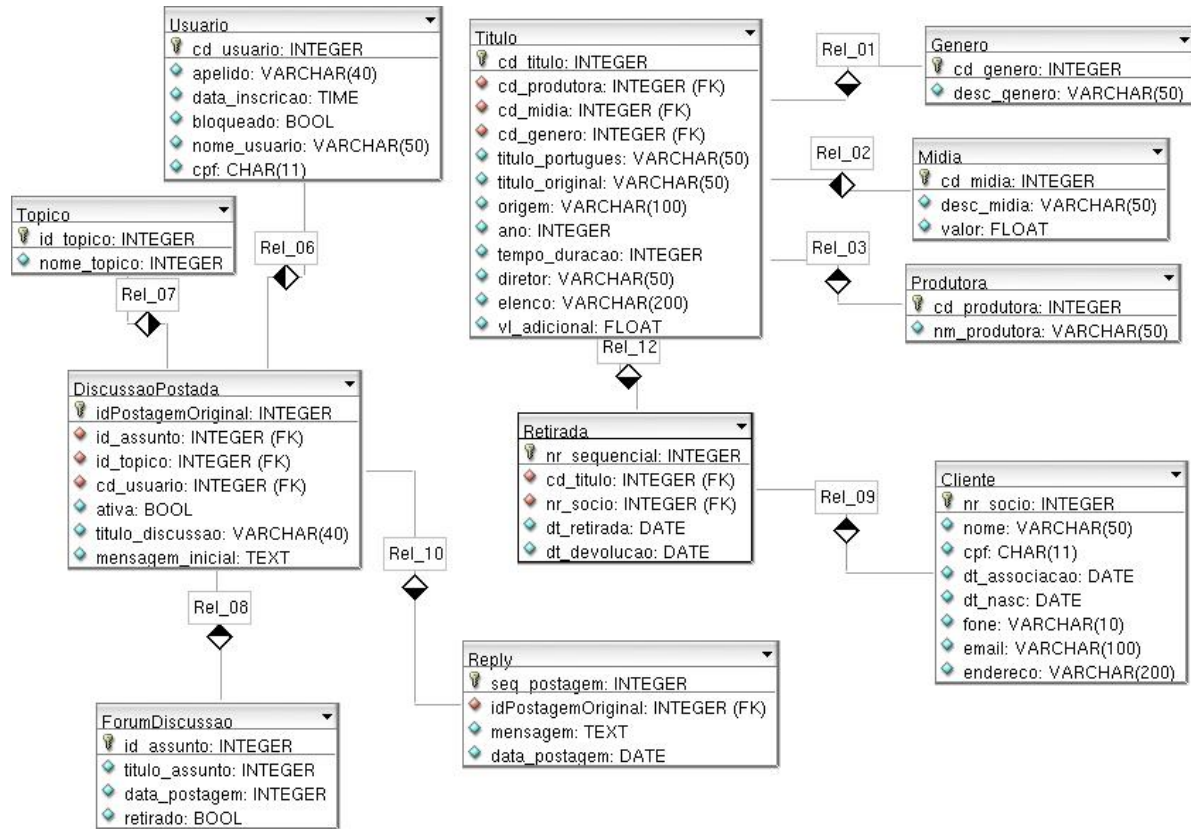 Usuario
cd_usuario: INTEGER
apelido: VARCHAR(40)
data_inscricao: TIME
bloqueado: BOOL
nome_usuario: VARCHAR(50)
cpf: CHAR(11)
Titulo
cd_titulo: INTEGER
cd_produtora: INTEGER (FK)
cd_midia: INTEGER (FK)
cd_genero: INTEGER (FK)
titulo_portugues: VARCHAR(50)
titulo_original: VARCHAR(50)
origem: VARCHAR(100)
ano: INTEGER
tempo_duracao: INTEGER
diretor: VARCHAR(50)
elenco: VARCHAR(200)
vl_adicional: FLOAT
Rel_01
Genero
cd_genero: INTEGER
desc_genero: VARCHAR(50)
Rel_02
Midia
cd_midia: INTEGER
desc_midia: VARCHAR(50)
valor: FLOAT
Rel_03
Produtora
cd_produtora: INTEGER
nm_produtora: VARCHAR(50)
Topico
id_topico: INTEGER
nome_topico: INTEGER
Rel_06
Rel_07
Rel_12
DiscussaoPostada
idPostagemOriginal: INTEGER
id_assunto: INTEGER (FK)
id_topico: INTEGER (FK)
cd_usuario: INTEGER (FK)
ativa: BOOL
titulo_discussao: VARCHAR(40)
mensagem_inicial: TEXT
Retirada
nr_sequencial: INTEGER
cd_titulo: INTEGER (FK)
nr_socio: INTEGER (FK)
dt_retirada: DATE
dt_devolucao: DATE
Rel_09
Cliente
nr_socio: INTEGER
nome: VARCHAR(50)
cpf: CHAR(11)
dt_associacao: DATE
dt_nasc: DATE
fone: VARCHAR(10)
email: VARCHAR(100)
endereco: VARCHAR(200)
Rel_10
Rel_08
Reply
seq_postagem: INTEGER
idPostagemOriginal: INTEGER (FK)
mensagem: TEXT
data_postagem: DATE
ForumDiscussao
id_assunto: INTEGER
titulo_assunto: INTEGER
data_postagem: INTEGER
retirado: BOOL